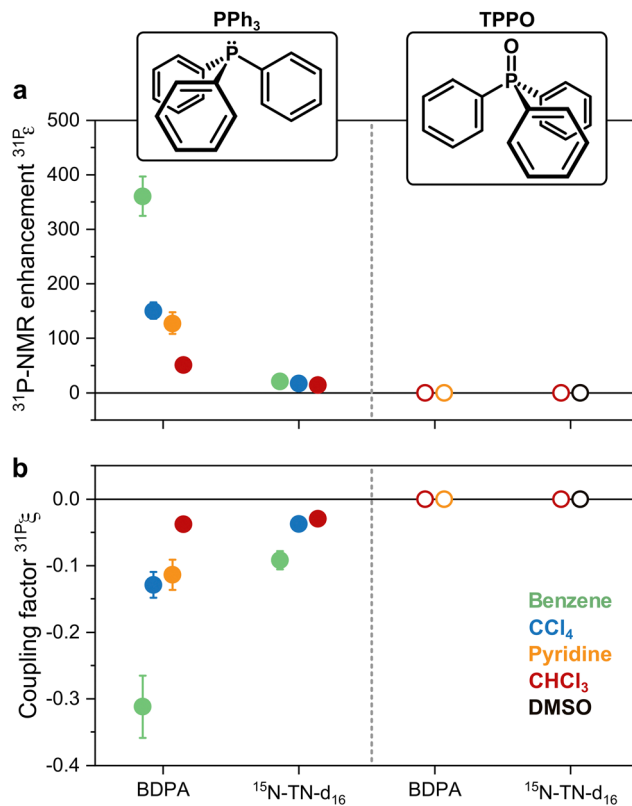 PPh₃ TPPO
P̈ O
P
a
500
400
300
200
100
0
³¹P-NMR enhancement ³¹ᴾε
b
0.0
-0.1
-0.2
-0.3
-0.4
Coupling factor ³¹ᴾξ
Benzene
CCl₄
Pyridine
CHCl₃
DMSO
BDPA ¹⁵N-TN-d₁₆ BDPA ¹⁵N-TN-d₁₆